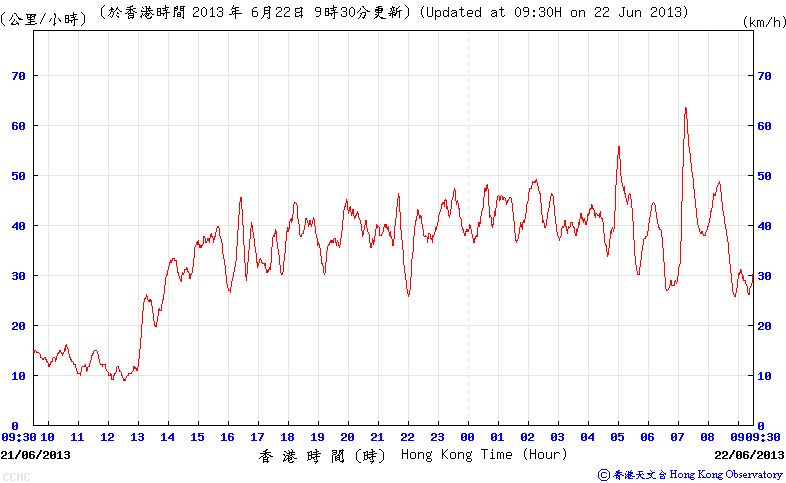 (公里/小時) (於香港時間 2013 年 6月22日 9時30分更新) (Updated at 09:30H on 22 Jun 2013) (km/h)
70 70
60 60
50 50
40 40
30 30
20 20
10 10
0 0
09:30 10 11 12 13 14 15 16 17 18 19 20 21 22 23 00 01 02 03 04 05 06 07 08 09 09:30
21/06/2013 香 港 時 間 (時) Hong Kong Time (Hour) 22/06/2013
CCHC © 香港天文台 Hong Kong Observatory